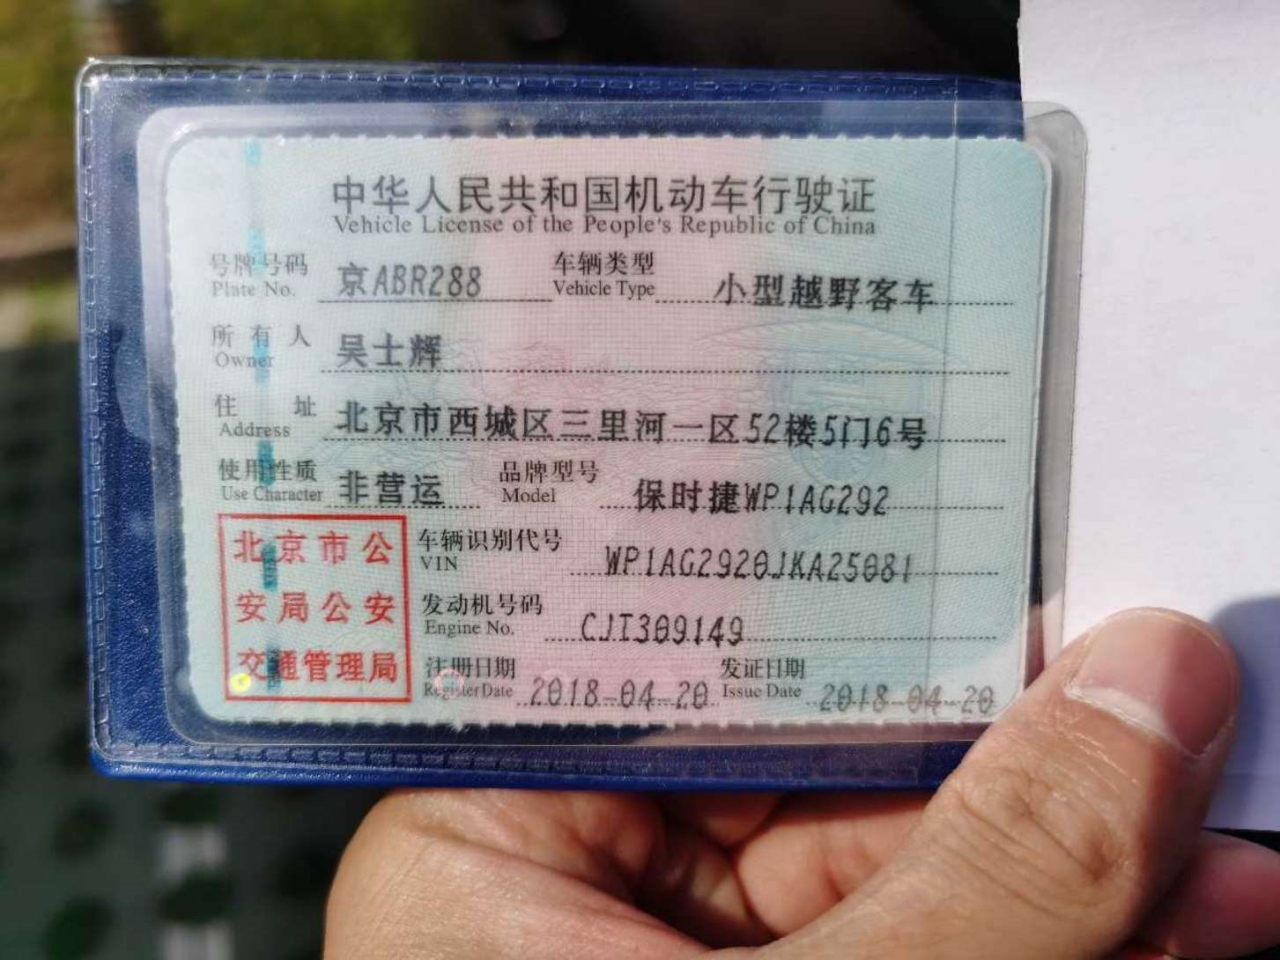 中华人民共和国机动车行驶证
Vehicle License of the People's Republic of China
号牌号码 京ABR288 车辆类型 小型越野客车
Plate No. Vehicle Type
所有人 吴士辉
Owner
住址 北京市西城区三里河一区52楼5门6号
Address
使用性质 非营运 品牌型号 保时捷WP1AG292
Use Character Model
北京市公
安局公安
交通管理局
车辆识别代号 WP1AG2920JKA25081
VIN
发动机号码 CJT309149
Engine No.
注册日期 2018-04-20 发证日期 2018-04-20
Register Date Issue Date